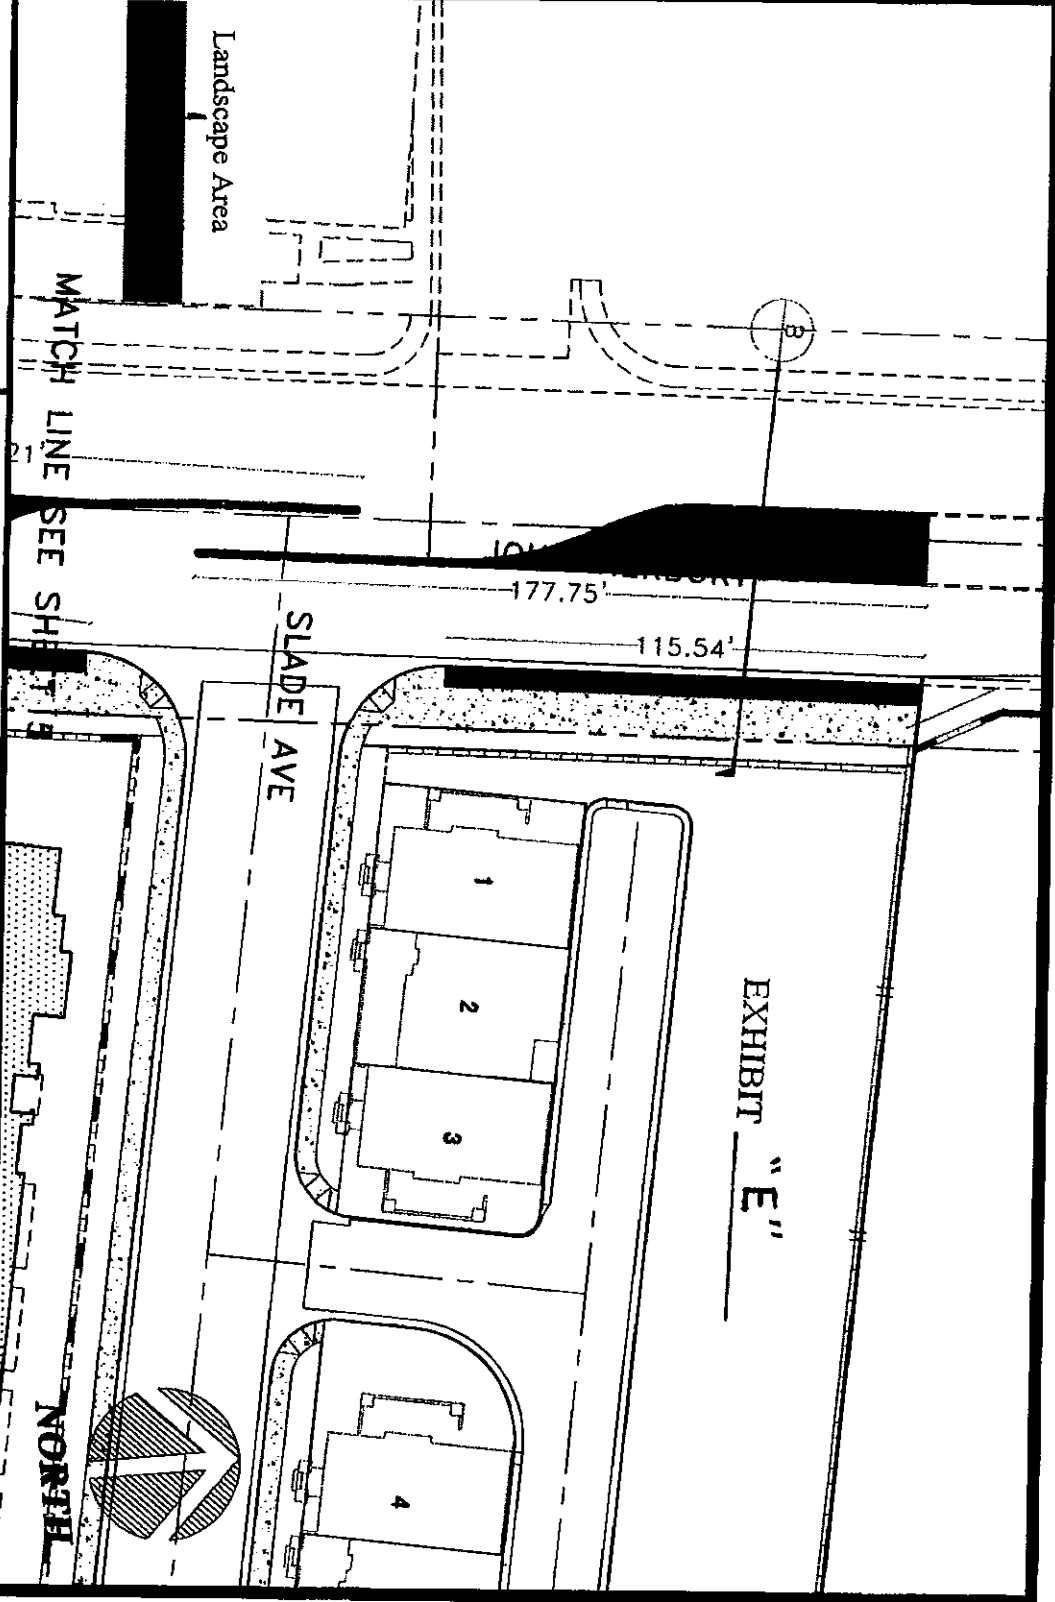 Landscape Area
B
21'
177.75'
115.54'
SLADE AVE
1
2
3
4
EXHIBIT "E"
MATCH LINE SEE SHEET
NORTH